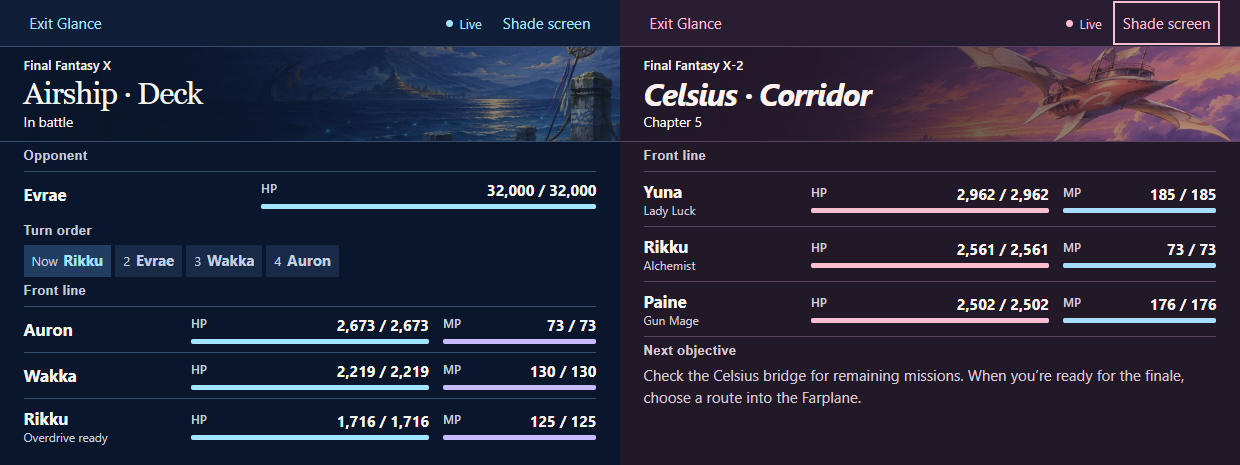 Exit Glance
Live
Shade screen
Final Fantasy X
Airship · Deck
In battle
Opponent
Evrae
HP
32,000 / 32,000
Turn order
Now Rikku
2 Evrae
3 Wakka
4 Auron
Front line
Auron
HP
2,673 / 2,673
MP
73 / 73
Wakka
HP
2,219 / 2,219
MP
130 / 130
Rikku
Overdrive ready
HP
1,716 / 1,716
MP
125 / 125
Exit Glance
Live
Shade screen
Final Fantasy X-2
Celsius · Corridor
Chapter 5
Front line
Yuna
Lady Luck
HP
2,962 / 2,962
MP
185 / 185
Rikku
Alchemist
HP
2,561 / 2,561
MP
73 / 73
Paine
Gun Mage
HP
2,502 / 2,502
MP
176 / 176
Next objective
Check the Celsius bridge for remaining missions. When you’re ready for the finale,
choose a route into the Farplane.